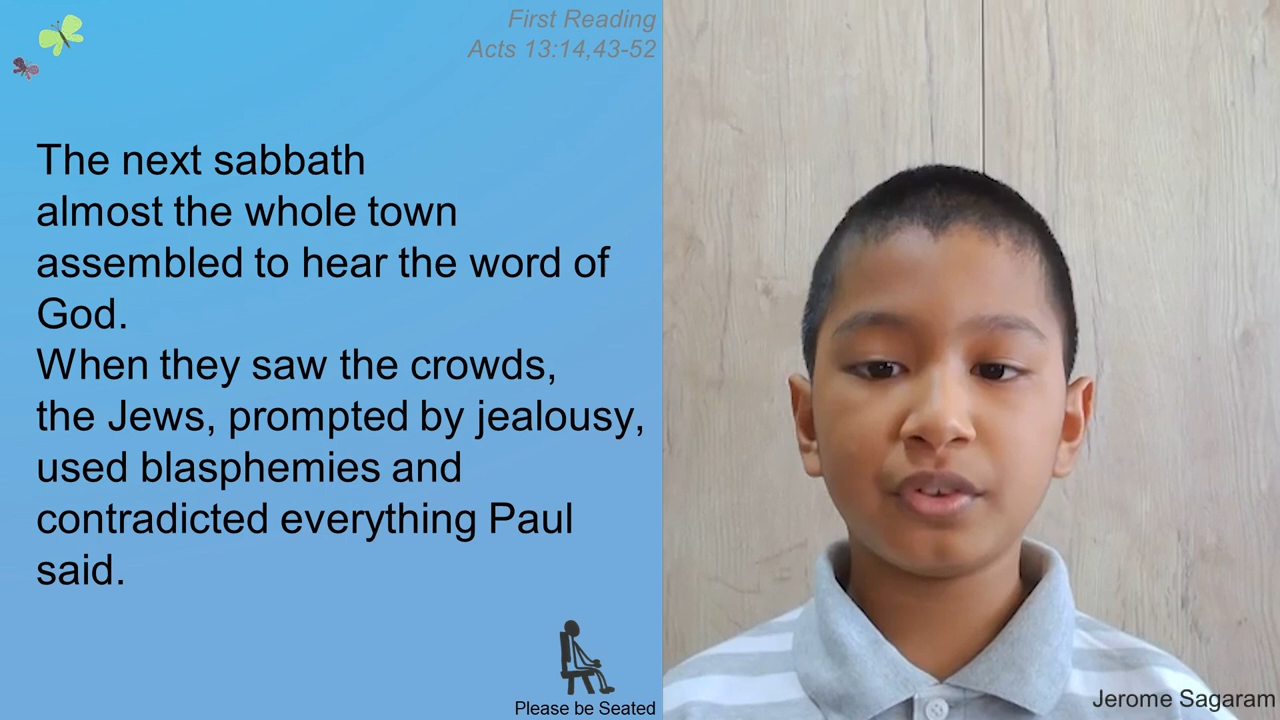 First Reading
Acts 13:14,43-52
The next sabbath
almost the whole town
assembled to hear the word of
God.
When they saw the crowds,
the Jews, prompted by jealousy,
used blasphemies and
contradicted everything Paul
said.
Please be Seated
Jerome Sagaram